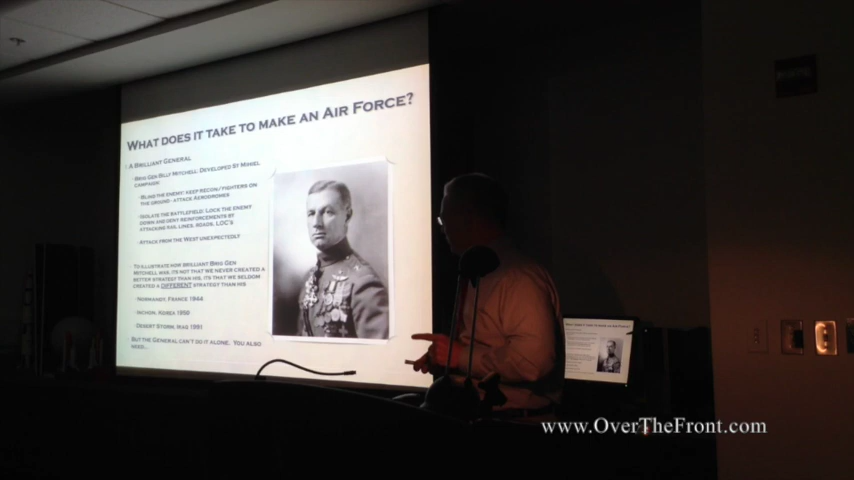 WHAT DOES IT TAKE TO MAKE AN AIR FORCE?
A BRILLIANT GENERAL
BRIG GEN BILLY MITCHELL: DEVELOPED ST MIHIEL
CAMPAIGN:
BLIND THE ENEMY: KEEP RECON/FIGHTERS ON
THE GROUND - ATTACK AERODROMES
ISOLATE THE BATTLEFIELD: LOCK THE ENEMY
DOWN AND DENY REINFORCEMENTS BY
ATTACKING RAIL LINES, ROADS, LOC'S
ATTACK FROM THE WEST UNEXPECTEDLY
TO ILLUSTRATE HOW BRILLIANT BRIG GEN
MITCHELL WAS, ITS NOT THAT WE NEVER CREATED A
BETTER STRATEGY THAN HIS, IT'S THAT WE SELDOM
CREATED A DIFFERENT STRATEGY THAN HIS
NORMANDY, FRANCE 1944
INCHON, KOREA 1950
DESERT STORM, IRAQ 1991
BUT THE GENERAL CAN'T DO IT ALONE. YOU ALSO
NEED...
www.OverTheFront.com